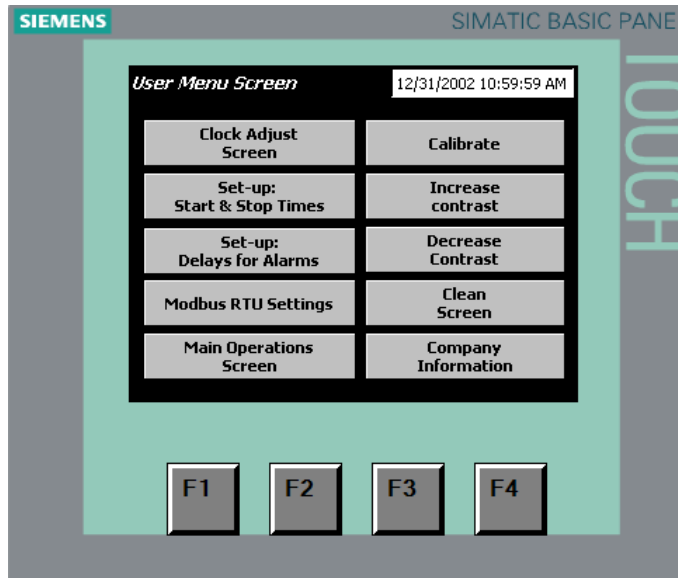 SIEMENS
SIMATIC BASIC PANE
TOUCH
User Menu Screen
12/31/2002 10:59:59 AM
Clock Adjust
Screen
Calibrate
Set-up:
Start & Stop Times
Increase
contrast
Set-up:
Delays for Alarms
Decrease
Contrast
Modbus RTU Settings
Clean
Screen
Main Operations
Screen
Company
Information
F1
F2
F3
F4